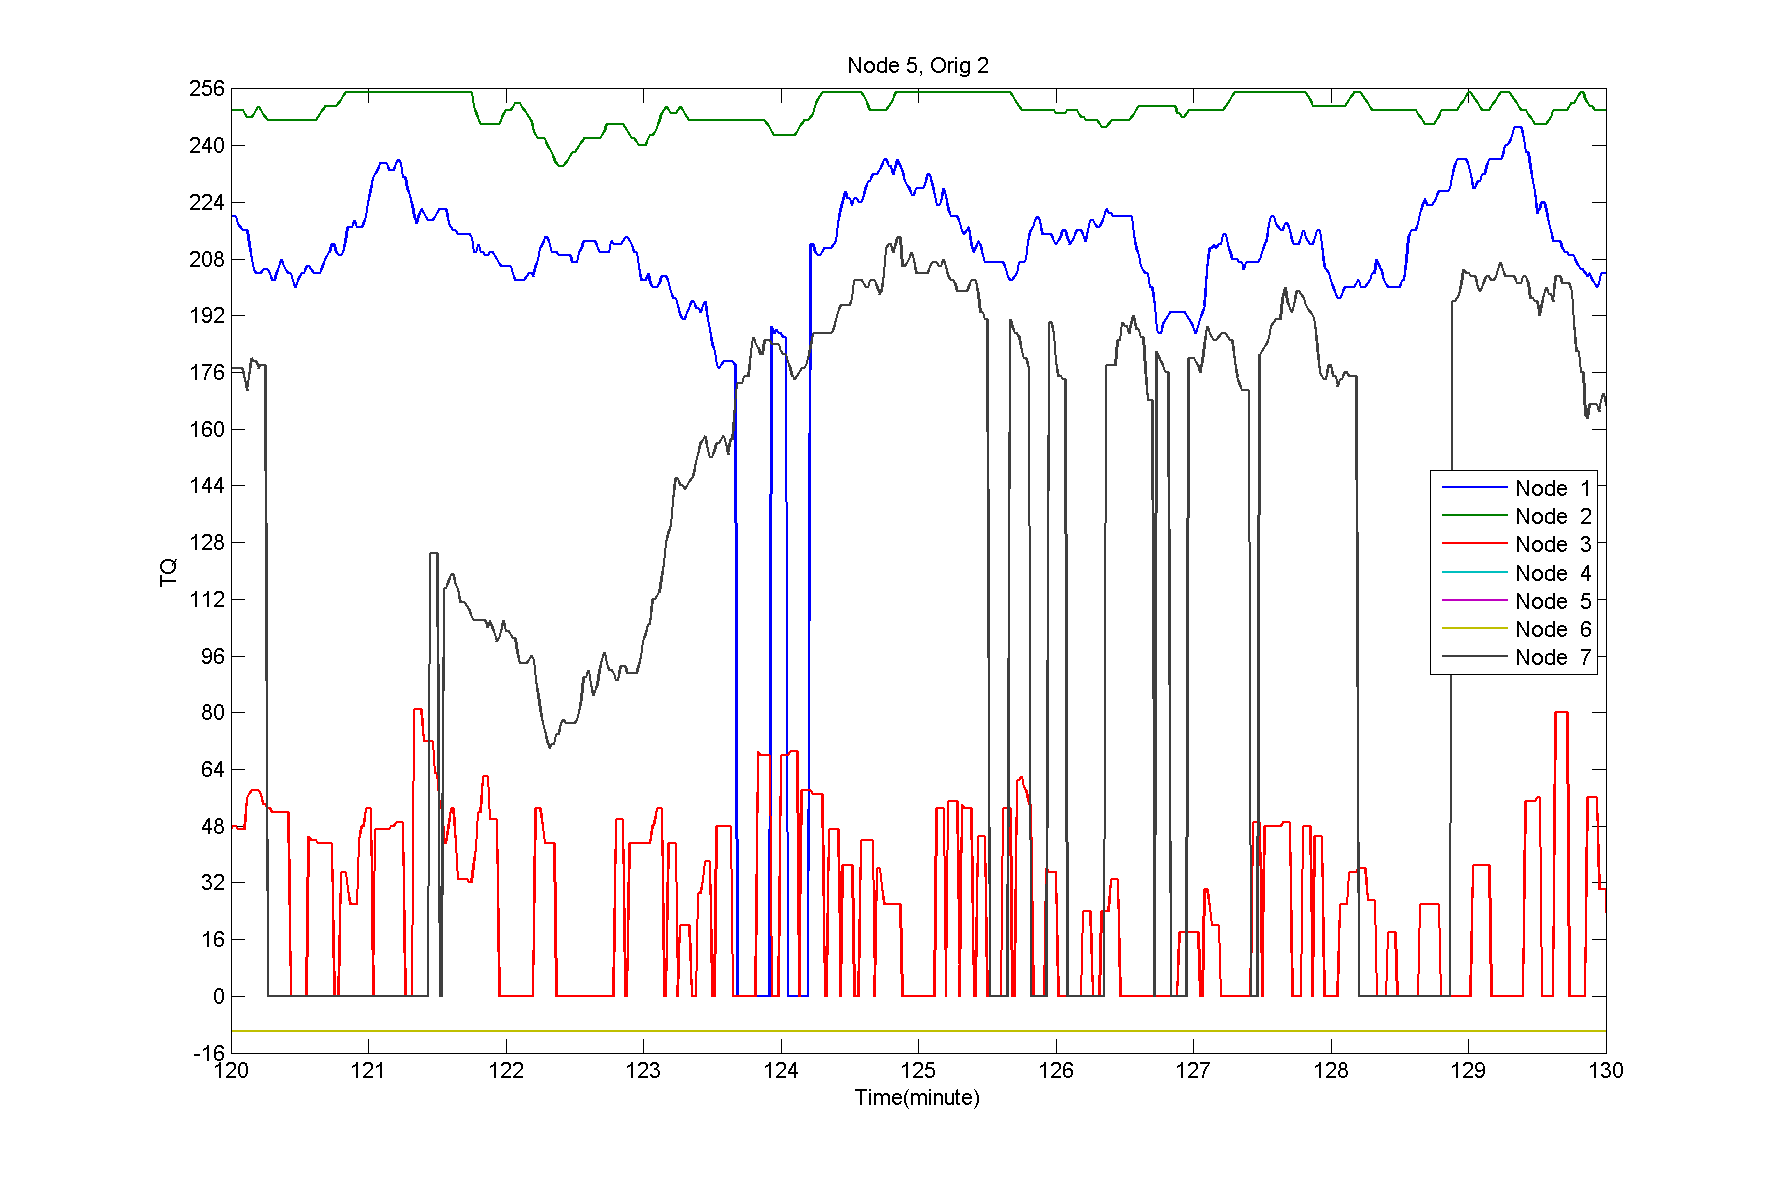 Node 5, Orig 2
256
240
224
208
192
176
160
144
128
112
96
80
64
48
32
16
0
-16
TQ
Node 1
Node 2
Node 3
Node 4
Node 5
Node 6
Node 7
120 121 122 123 124 125 126 127 128 129 130
Time(minute)